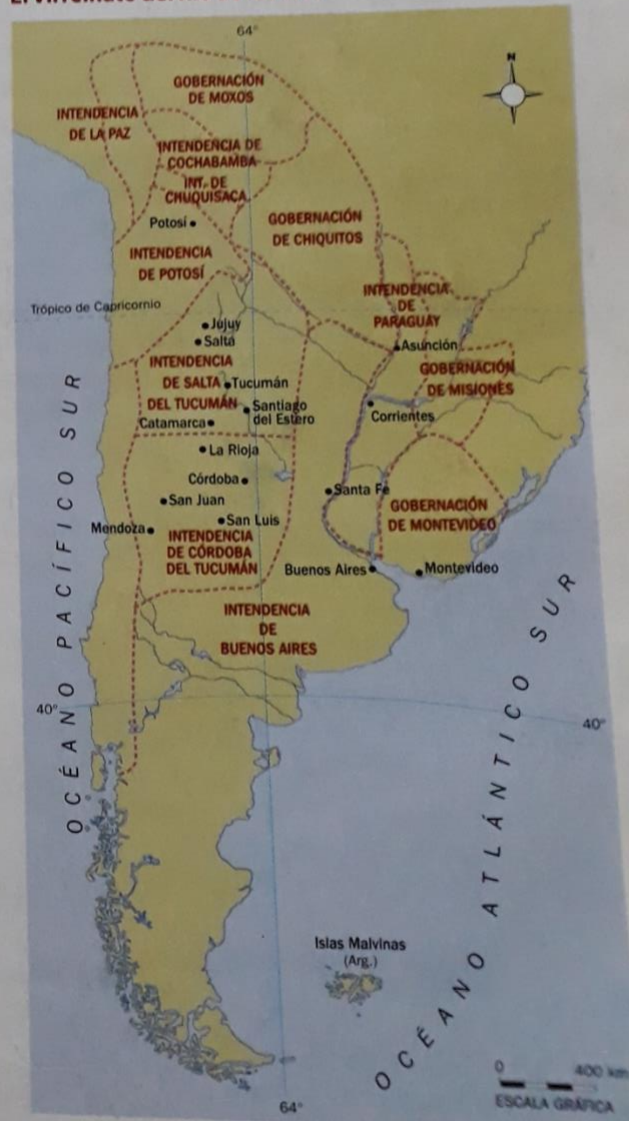 El Virreinato del
64°
N
GOBERNACIÓN
DE MOXOS
INTENDENCIA
DE LA PAZ
INTENDENCIA DE
COCHABAMBA
INT. DE
CHUQUISACA
Potosí
GOBERNACIÓN
DE CHIQUITOS
INTENDENCIA
DE POTOSÍ
INTENDENCIA
DE
PARAGUAY
Trópico de Capricornio
Jujuy
Salta
Asunción
INTENDENCIA
DE SALTA
DEL TUCUMÁN
Tucumán
GOBERNACIÓN
DE MISIONES
Santiago
del Estero
Catamarca
Corrientes
La Rioja
Córdoba
Santa Fe
San Juan
San Luis
Mendoza
GOBERNACIÓN
DE MONTEVIDEO
INTENDENCIA
DE CÓRDOBA
DEL TUCUMÁN
Buenos Aires
Montevideo
INTENDENCIA
DE
BUENOS AIRES
OCÉANO PACÍFICO SUR
40°
40°
OCÉANO ATLÁNTICO SUR
Islas Malvinas
(Arg.)
0 400 km
ESCALA GRÁFICA
64°